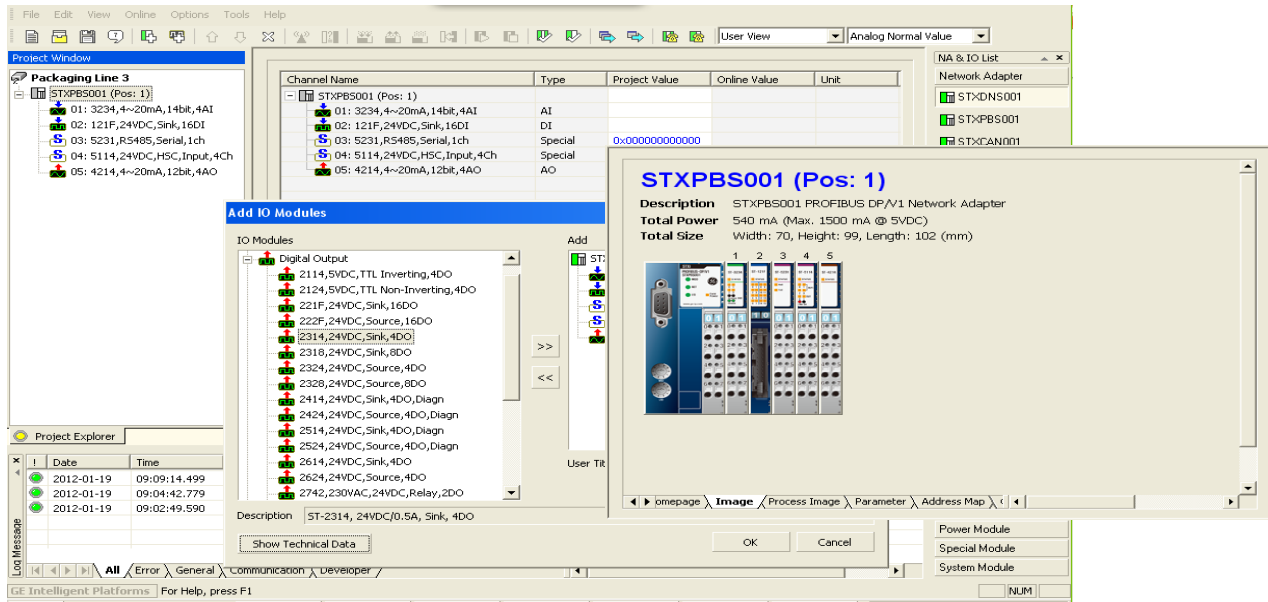 File Edit View Online Options Tools Help
User View Analog Normal Value
Project Window
Packaging Line 3
STXPBS001 (Pos: 1)
01: 3234,4~20mA,14bit,4AI
02: 121F,24VDC,Sink,16DI
03: 5231,RS485,Serial,1ch
04: 5114,24VDC,HSC,Input,4Ch
05: 4214,4~20mA,12bit,4AO
Channel Name Type Project Value Online Value Unit
STXPBS001 (Pos: 1)
01: 3234,4~20mA,14bit,4AI AI
02: 121F,24VDC,Sink,16DI DI
03: 5231,RS485,Serial,1ch Special 0x000000000000
04: 5114,24VDC,HSC,Input,4Ch Special
05: 4214,4~20mA,12bit,4AO AO
NA & IO List
Network Adapter
STXDNS001
STXPBS001
STXCAN001
Add IO Modules
IO Modules
Digital Output
2114,5VDC,TTL Inverting,4DO
2124,5VDC,TTL Non-Inverting,4DO
221F,24VDC,Sink,16DO
222F,24VDC,Source,16DO
2314,24VDC,Sink,4DO
2318,24VDC,Sink,8DO
2324,24VDC,Source,4DO
2328,24VDC,Source,8DO
2414,24VDC,Sink,4DO,Diagn
2424,24VDC,Source,4DO,Diagn
2514,24VDC,Sink,4DO,Diagn
2524,24VDC,Source,4DO,Diagn
2614,24VDC,Sink,4DO
2624,24VDC,Source,4DO
2742,230VAC,24VDC,Relay,2DO
>>
<<
Add
ST
User Tit
Description ST-2314, 24VDC/0.5A, Sink, 4DO
Show Technical Data
OK Cancel
STXPBS001 (Pos: 1)
Description STXPBS001 PROFIBUS DP/V1 Network Adapter
Total Power 540 mA (Max. 1500 mA @ 5VDC)
Total Size Width: 70, Height: 99, Length: 102 (mm)
1 2 3 4 5
omepage Image Process Image Parameter Address Map
Project Explorer
! Date Time
2012-01-19 09:09:14.499
2012-01-19 09:04:42.779
2012-01-19 09:02:49.590
Log Message
All Error General Communication Developer
Power Module
Special Module
System Module
GE Intelligent Platforms For Help, press F1
NUM